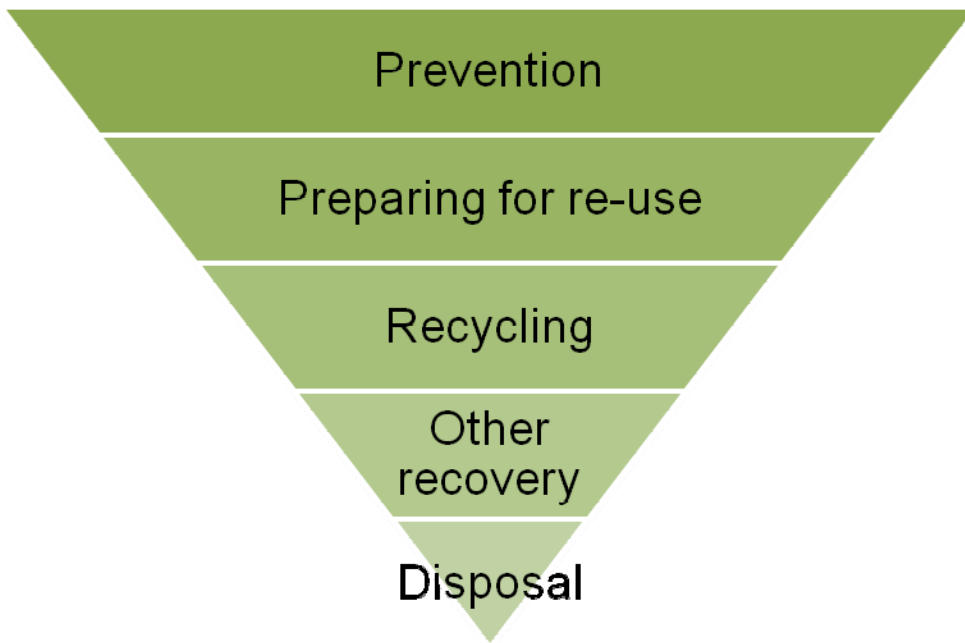 Prevention
Preparing for re-use
Recycling
Other
recovery
Disposal